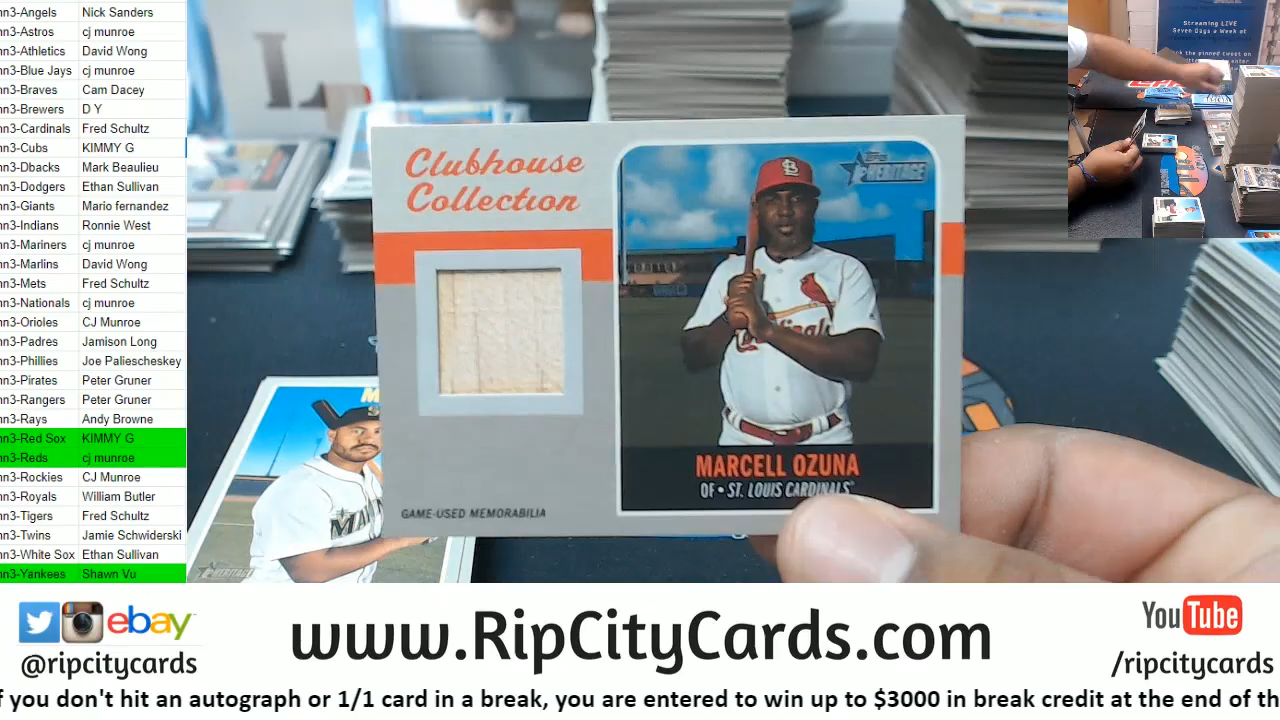 nn3-Angels Nick Sanders
nn3-Astros cj munroe
nn3-Athletics David Wong
nn3-Blue Jays cj munroe
nn3-Braves Cam Dacey
nn3-Brewers D Y
nn3-Cardinals Fred Schultz
nn3-Cubs KIMMY G
nn3-Dbacks Mark Beaulieu
nn3-Dodgers Ethan Sullivan
nn3-Giants Mario fernandez
nn3-Indians Ronnie West
nn3-Mariners cj munroe
nn3-Marlins David Wong
nn3-Mets Fred Schultz
nn3-Nationals cj munroe
nn3-Orioles CJ Munroe
nn3-Padres Jamison Long
nn3-Phillies Joe Paliescheskey
nn3-Pirates Peter Gruner
nn3-Rangers Peter Gruner
nn3-Rays Andy Browne
nn3-Red Sox KIMMY G
nn3-Reds cj munroe
nn3-Rockies CJ Munroe
nn3-Royals William Butler
nn3-Tigers Fred Schultz
nn3-Twins Jamie Schwiderski
nn3-White Sox Ethan Sullivan
nn3-Yankees Shawn Vu
Clubhouse
Collection
TOPPS
HERITAGE
Cardinals
MARCELL OZUNA
OF • ST. LOUIS CARDINALS
GAME-USED MEMORABILIA
HERITAGE
Streaming LIVE
Seven Days a Week at
the pinned tweet on
ebay
@ripcitycards
www.RipCityCards.com
YouTube
/ripcitycards
f you don't hit an autograph or 1/1 card in a break, you are entered to win up to $3000 in break credit at the end of th